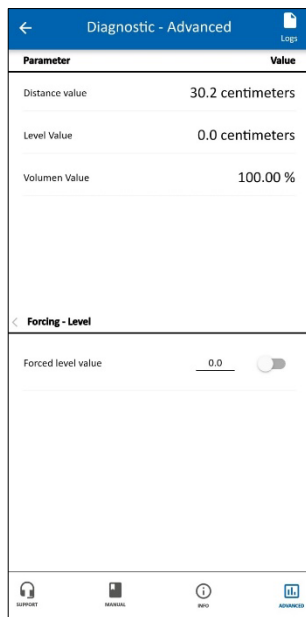 Diagnostic - Advanced
Logs
Parameter Value
Distance value 30.2 centimeters
Level Value 0.0 centimeters
Volumen Value 100.00 %
Forcing - Level
Forced level value 0.0
SUPPORT MANUAL INFO ADVANCED